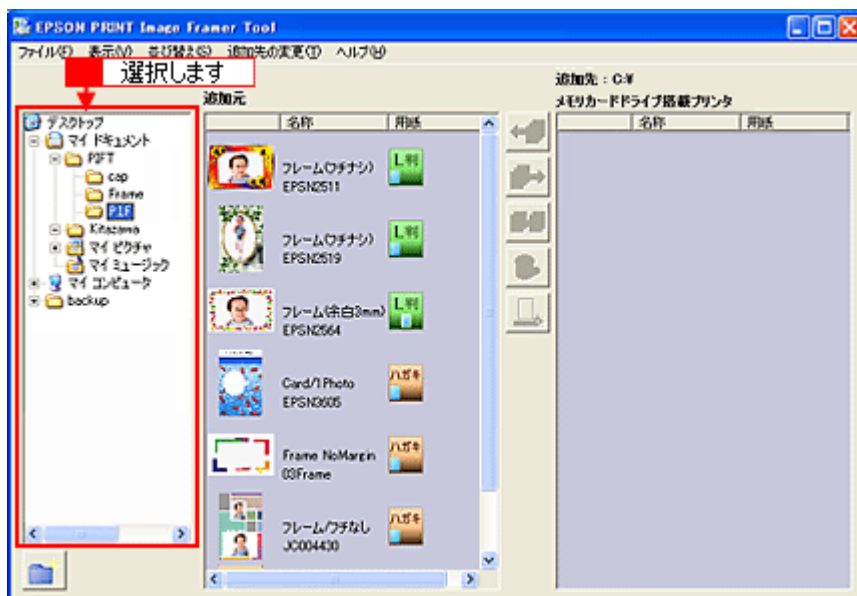 EPSON PRINT Image Framer Tool
ファイル(F) 表示(V) 並び替え(S) 追加先の変更(T) ヘルプ(H)
選択します
追加先 : C:¥
追加元
メモリカードドライブ搭載プリンタ
名称 用紙
名称 用紙
デスクトップ
マイ ドキュメント
PIFT
cap
Frame
PIF
Kitazawa
マイ ピクチャ
マイ ミュージック
マイ コンピュータ
backup
フレーム(フチナシ)
EPSN2511
L判
フレーム(フチナシ)
EPSN2519
L判
フレーム(余白3mm)
EPSN2564
L判
Card/1Photo
EPSN3605
ハガキ
Frame NoMargin
03Frame
ハガキ
フレーム/フチなし
JC004430
ハガキ